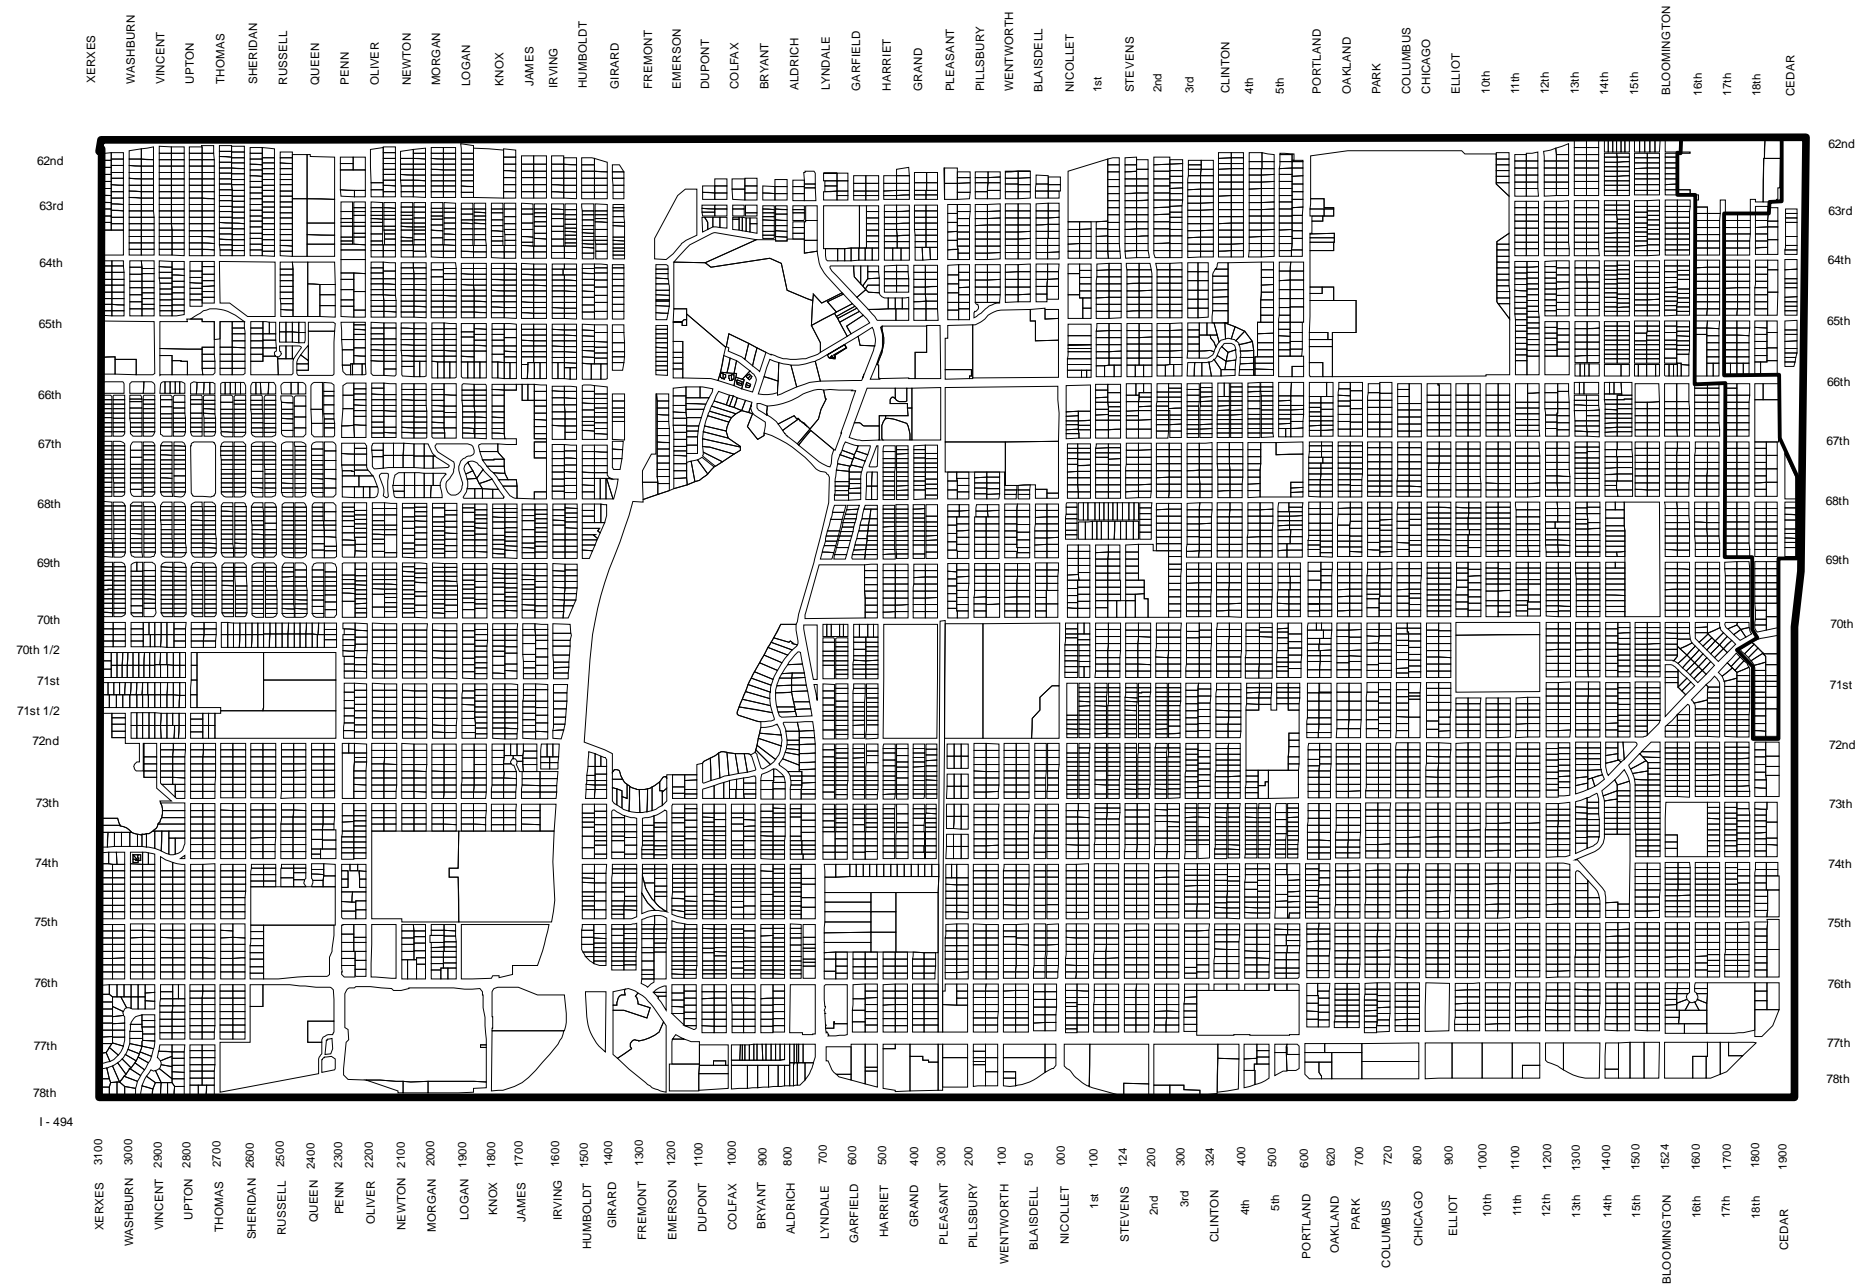 XERXES
WASHBURN
VINCENT
UPTON
THOMAS
SHERIDAN
RUSSELL
QUEEN
PENN
OLIVER
NEWTON
MORGAN
LOGAN
KNOX
JAMES
IRVING
HUMBOLDT
GIRARD
FREMONT
EMERSON
DUPONT
COLFAX
BRYANT
ALDRICH
LYNDALE
GARFIELD
HARRIET
GRAND
PLEASANT
PILLSBURY
WENTWORTH
BLAISDELL
NICOLLET
1st
STEVENS
2nd
3rd
CLINTON
4th
5th
PORTLAND
OAKLAND
PARK
COLUMBUS
CHICAGO
ELLIOT
10th
11th
12th
13th
14th
15th
BLOOMINGTON
16th
17th
18th
CEDAR
62nd
63rd
64th
65th
66th
67th
68th
69th
70th
70th 1/2
71st
71st 1/2
72nd
73th
74th
75th
76th
77th
78th
I - 494
62nd
63rd
64th
65th
66th
67th
68th
69th
70th
71st
72nd
73th
74th
75th
76th
77th
78th
3100
3000
2900
2800
2700
2600
2500
2400
2300
2200
2100
2000
1900
1800
1700
1600
1500
1400
1300
1200
1100
1000
900
800
700
600
500
400
300
200
100
50
000
100
124
200
300
324
400
500
600
620
700
720
800
900
1000
1100
1200
1300
1400
1500
1524
1600
1700
1800
1900
XERXES
WASHBURN
VINCENT
UPTON
THOMAS
SHERIDAN
RUSSELL
QUEEN
PENN
OLIVER
NEWTON
MORGAN
LOGAN
KNOX
JAMES
IRVING
HUMBOLDT
GIRARD
FREMONT
EMERSON
DUPONT
COLFAX
BRYANT
ALDRICH
LYNDALE
GARFIELD
HARRIET
GRAND
PLEASANT
PILLSBURY
WENTWORTH
BLAISDELL
NICOLLET
1st
STEVENS
2nd
3rd
CLINTON
4th
5th
PORTLAND
OAKLAND
PARK
COLUMBUS
CHICAGO
ELLIOT
10th
11th
12th
13th
14th
15th
BLOOMINGTON
16th
17th
18th
CEDAR